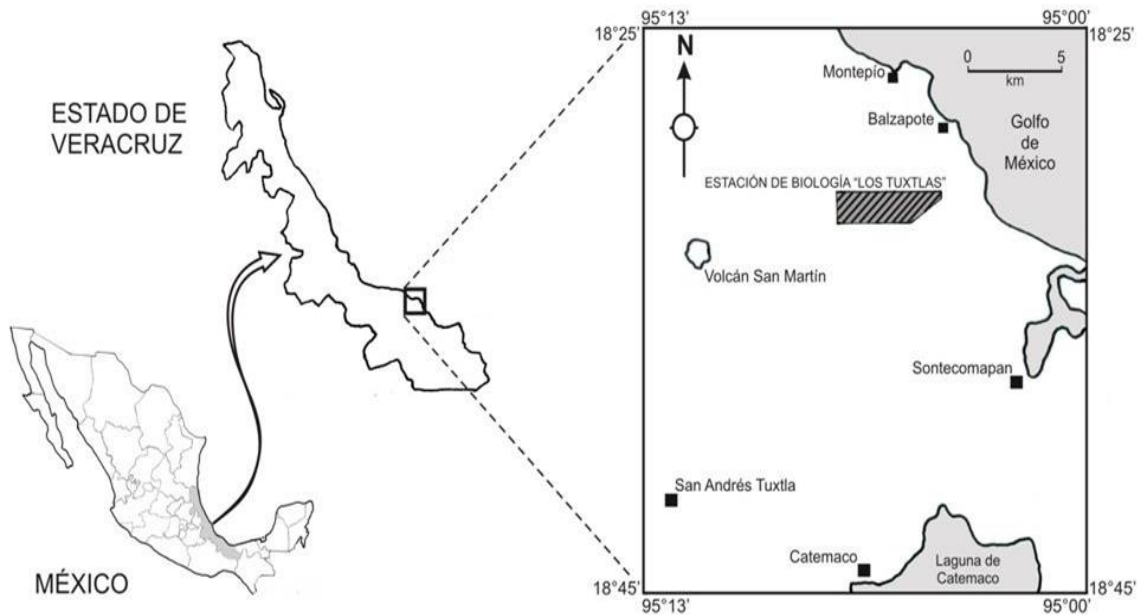 95°13'
95°00'
18°25'
18°25'
N
Montepío
0
5
km
ESTADO DE
VERACRUZ
Balzapote
Golfo
de
México
ESTACIÓN DE BIOLOGÍA "LOS TUXTLAS"
Volcán San Martín
Sontecomapan
San Andrés Tuxtla
Catemaco
Laguna de
Catemaco
MÉXICO
18°45'
18°45'
95°13'
95°00'